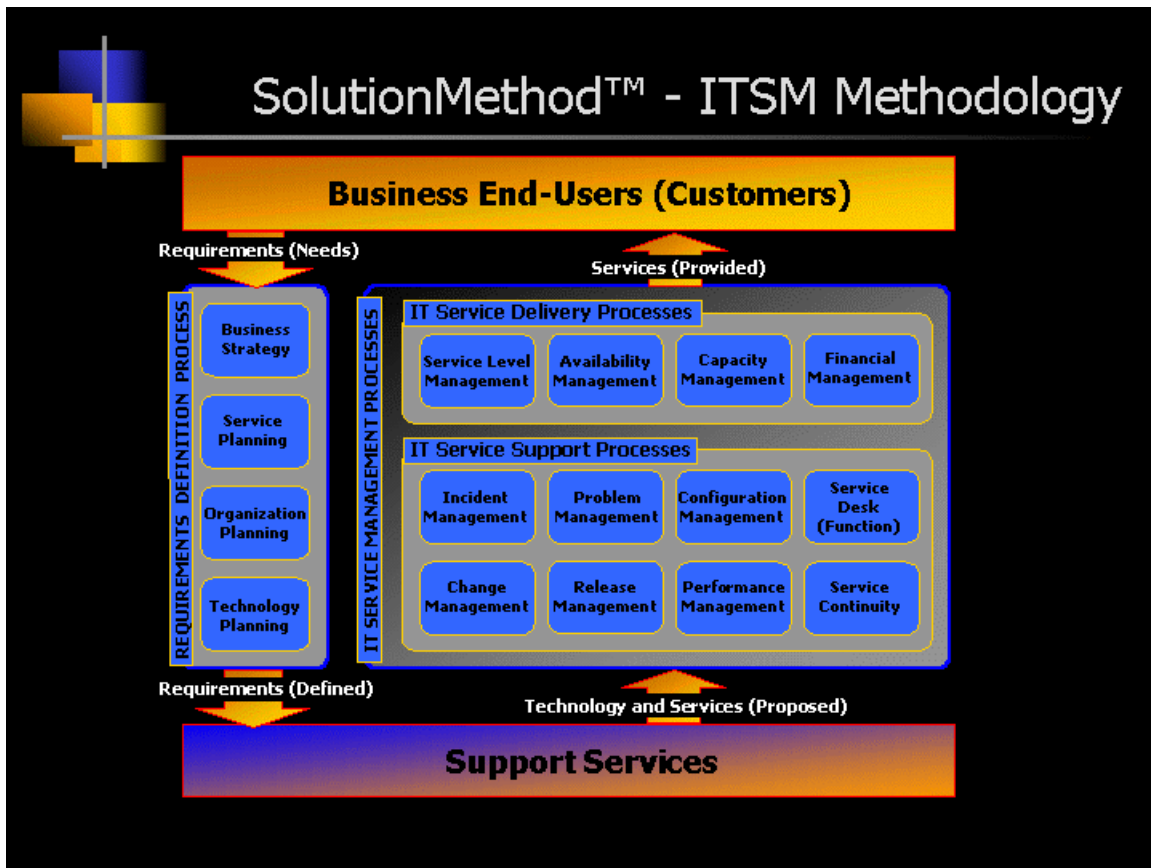 SolutionMethod™ - ITSM Methodology
Business End-Users (Customers)
Requirements (Needs)
Services (Provided)
REQUIREMENTS DEFINITION PROCESS
Business
Strategy
Service
Planning
Organization
Planning
Technology
Planning
IT SERVICE MANAGEMENT PROCESSES
IT Service Delivery Processes
Service Level
Management
Availability
Management
Capacity
Management
Financial
Management
IT Service Support Processes
Incident
Management
Problem
Management
Configuration
Management
Service
Desk
(Function)
Change
Management
Release
Management
Performance
Management
Service
Continuity
Requirements (Defined)
Technology and Services (Proposed)
Support Services